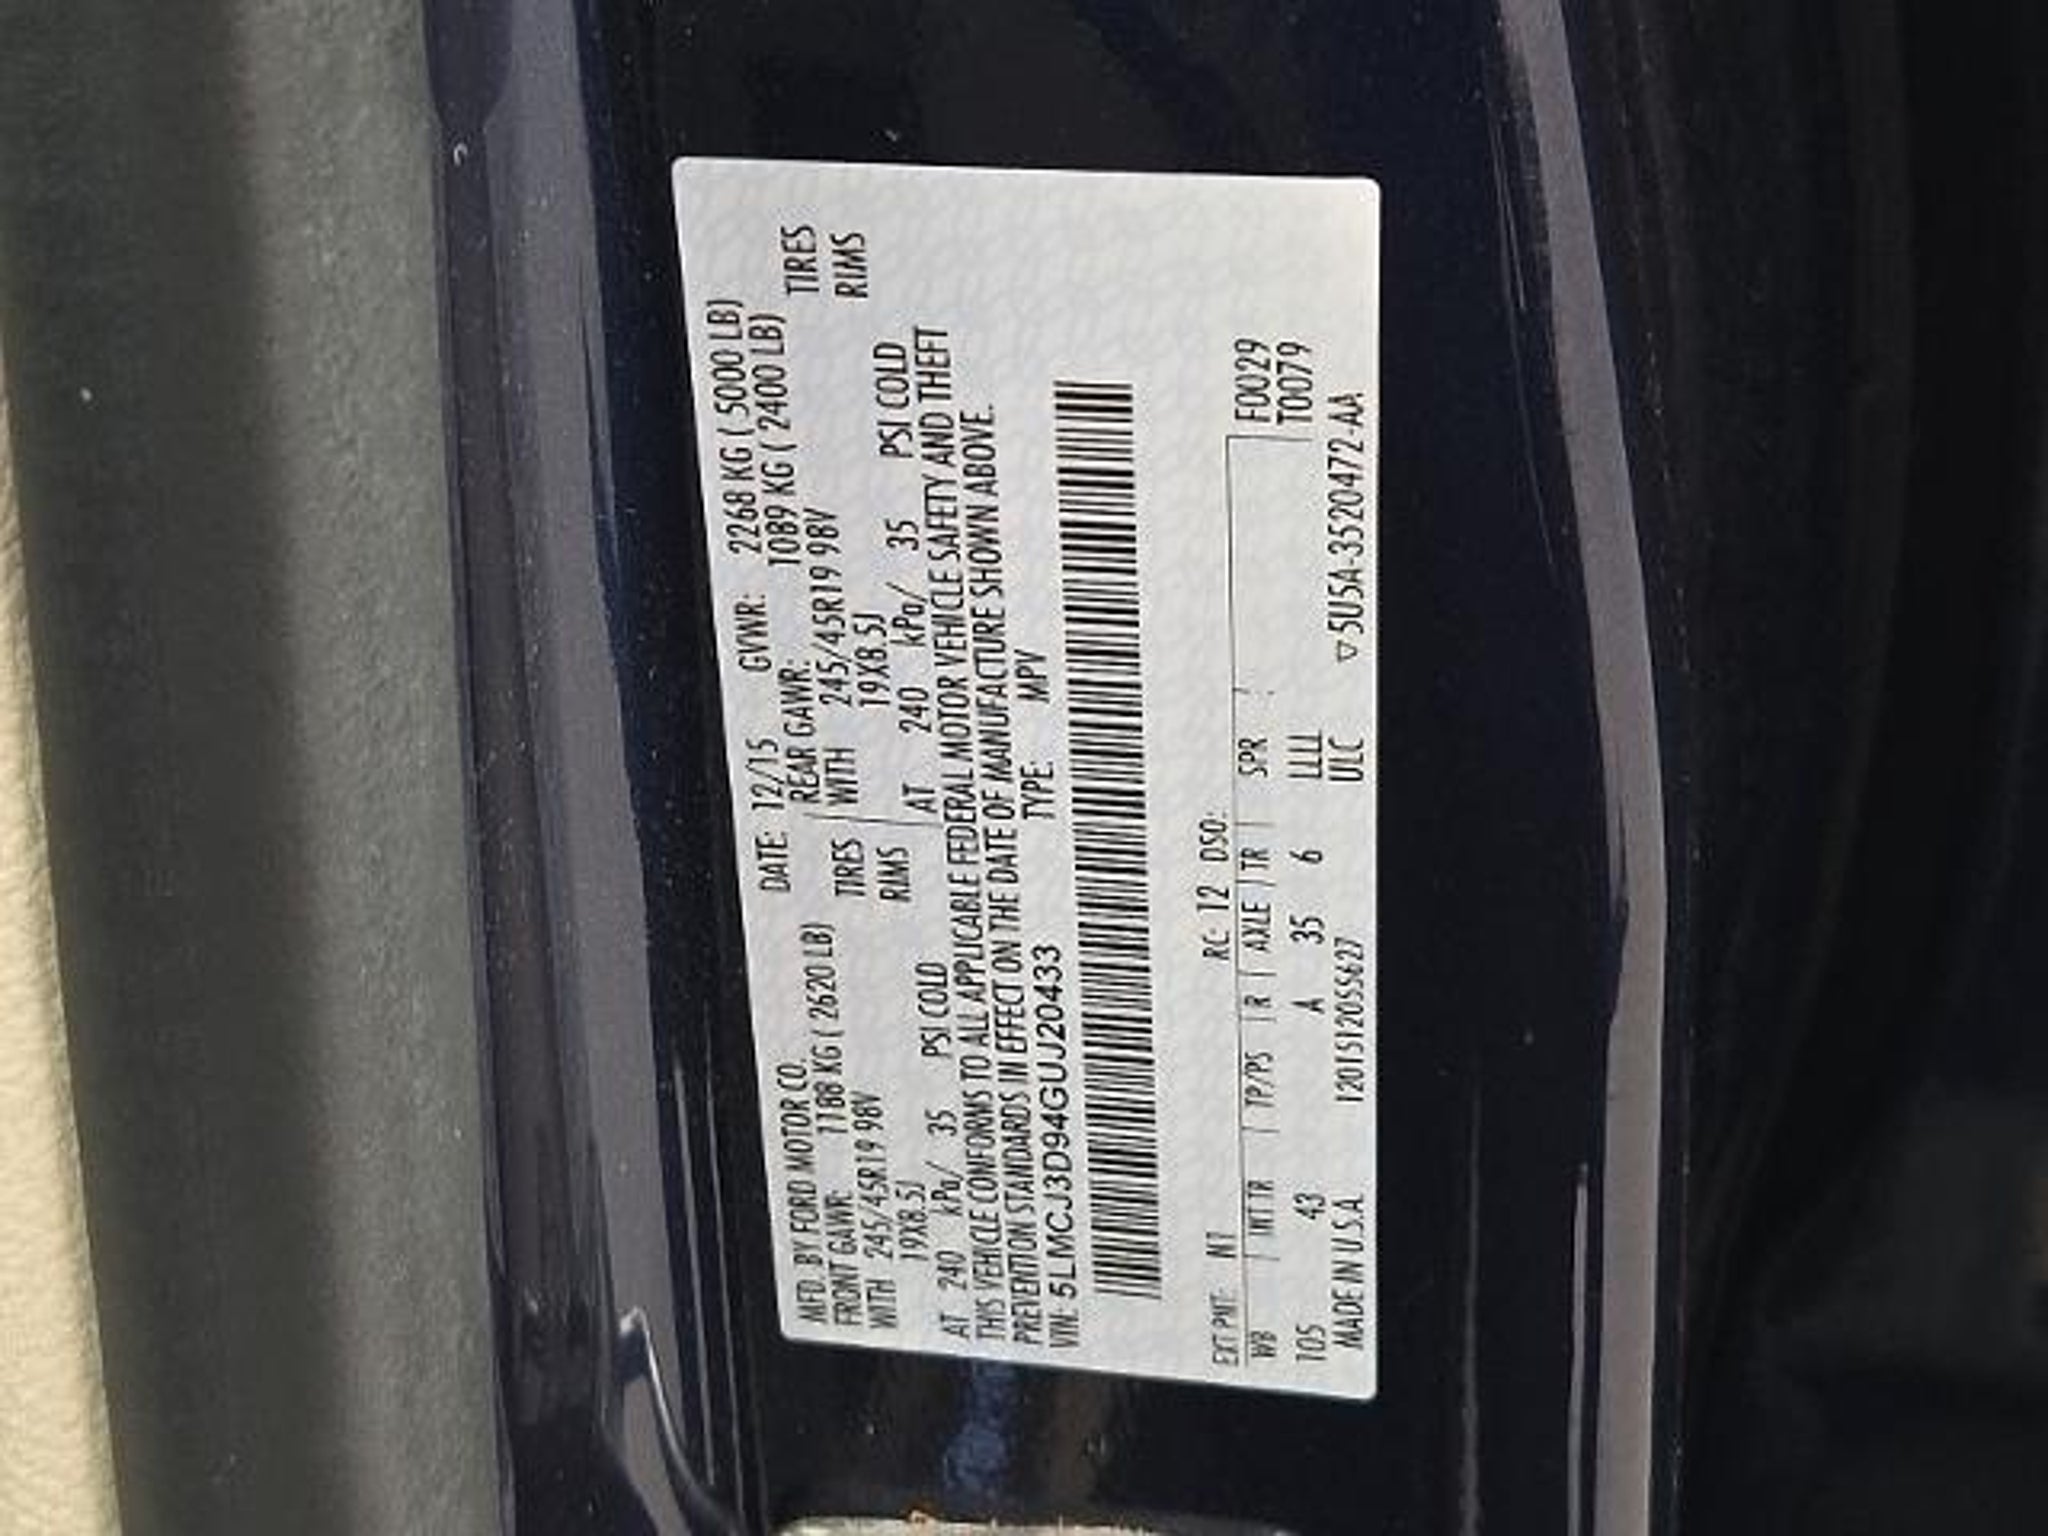 MFD. BY FORD MOTOR CO. DATE: 12/15 GVWR: 2268 KG ( 5000 LB)
FRONT GAWR: 1188 KG ( 2620 LB) REAR GAWR: 1089 KG ( 2400 LB)
WITH 245/45R19 98V TIRES WITH 245/45R19 98V TIRES
19X8.5J RIMS 19X8.5J RIMS
AT 240 kPa/ 35 PSI COLD AT 240 kPa/ 35 PSI COLD
THIS VEHICLE CONFORMS TO ALL APPLICABLE FEDERAL MOTOR VEHICLE SAFETY AND THEFT
PREVENTION STANDARDS IN EFFECT ON THE DATE OF MANUFACTURE SHOWN ABOVE.
VIN: 5LMCJ3D94GUJ20433 TYPE: MPV
EXT PNT: N1 RC: 12 DSO: F0029
WB | INT TR | TP/PS | R | AXLE | TR | SPR T0079
105 43 A 35 6 LLLL
MADE IN U.S.A. 12015120556 27 ULC ▽5U5A-3520472-AA